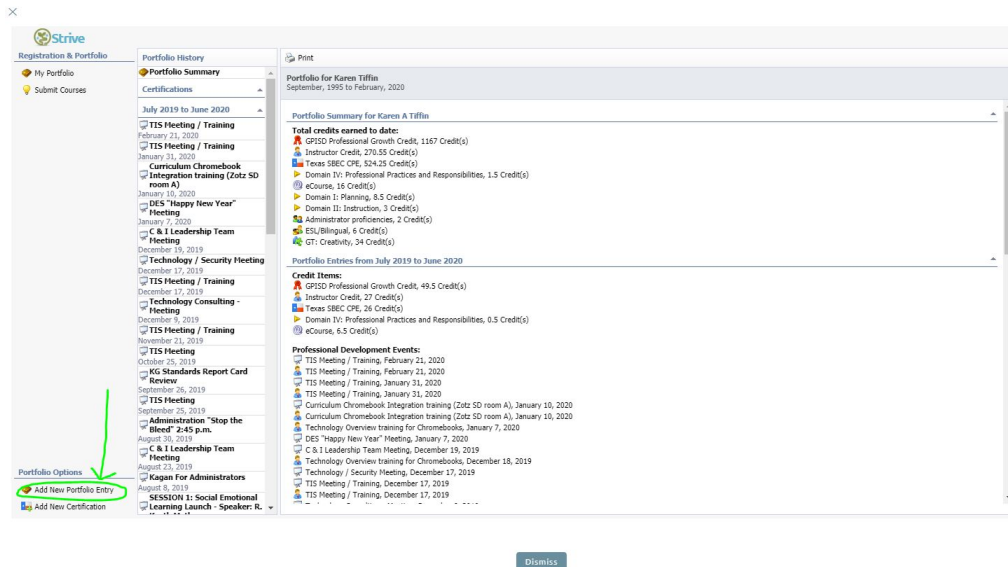 Strive
Registration & Portfolio
My Portfolio
Submit Courses
Portfolio Options
Add New Portfolio Entry
Add New Certification
Portfolio History
Portfolio Summary
Certifications
July 2019 to June 2020
TIS Meeting / Training
February 21, 2020
TIS Meeting / Training
January 31, 2020
Curriculum Chromebook
Integration training (Zotz SD
room A)
January 10, 2020
DES "Happy New Year"
Meeting
January 7, 2020
C & I Leadership Team
Meeting
December 19, 2019
Technology / Security Meeting
December 17, 2019
TIS Meeting / Training
December 17, 2019
Technology Consulting -
Meeting
December 9, 2019
TIS Meeting / Training
November 21, 2019
TIS Meeting
October 25, 2019
KG Standards Report Card
Review
September 26, 2019
TIS Meeting
September 25, 2019
Administration "Stop the
Bleed" 2:45 p.m.
August 30, 2019
C & I Leadership Team
Meeting
August 23, 2019
Kagan For Administrators
August 8, 2019
SESSION 1: Social Emotional
Learning Launch - Speaker: R.
Print
Portfolio for Karen Tiffin
September, 1995 to February, 2020
Portfolio Summary for Karen A Tiffin
Total credits earned to date:
GPISD Professional Growth Credit, 1167 Credit(s)
Instructor Credit, 270.55 Credit(s)
Texas SBEC CPE, 524.25 Credit(s)
Domain IV: Professional Practices and Responsibilities, 1.5 Credit(s)
eCourse, 16 Credit(s)
Domain I: Planning, 8.5 Credit(s)
Domain II: Instruction, 3 Credit(s)
Administrator proficiencies, 2 Credit(s)
ESL/Bilingual, 6 Credit(s)
GT: Creativity, 34 Credit(s)
Portfolio Entries from July 2019 to June 2020
Credit Items:
GPISD Professional Growth Credit, 49.5 Credit(s)
Instructor Credit, 27 Credit(s)
Texas SBEC CPE, 26 Credit(s)
Domain IV: Professional Practices and Responsibilities, 0.5 Credit(s)
eCourse, 6.5 Credit(s)
Professional Development Events:
TIS Meeting / Training, February 21, 2020
TIS Meeting / Training, February 21, 2020
TIS Meeting / Training, January 31, 2020
TIS Meeting / Training, January 31, 2020
Curriculum Chromebook Integration training (Zotz SD room A), January 10, 2020
Curriculum Chromebook Integration training (Zotz SD room A), January 10, 2020
Technology Overview training for Chromebooks, January 7, 2020
DES "Happy New Year" Meeting, January 7, 2020
C & I Leadership Team Meeting, December 19, 2019
Technology Overview training for Chromebooks, December 18, 2019
Technology / Security Meeting, December 17, 2019
TIS Meeting / Training, December 17, 2019
TIS Meeting / Training, December 17, 2019
Dismiss